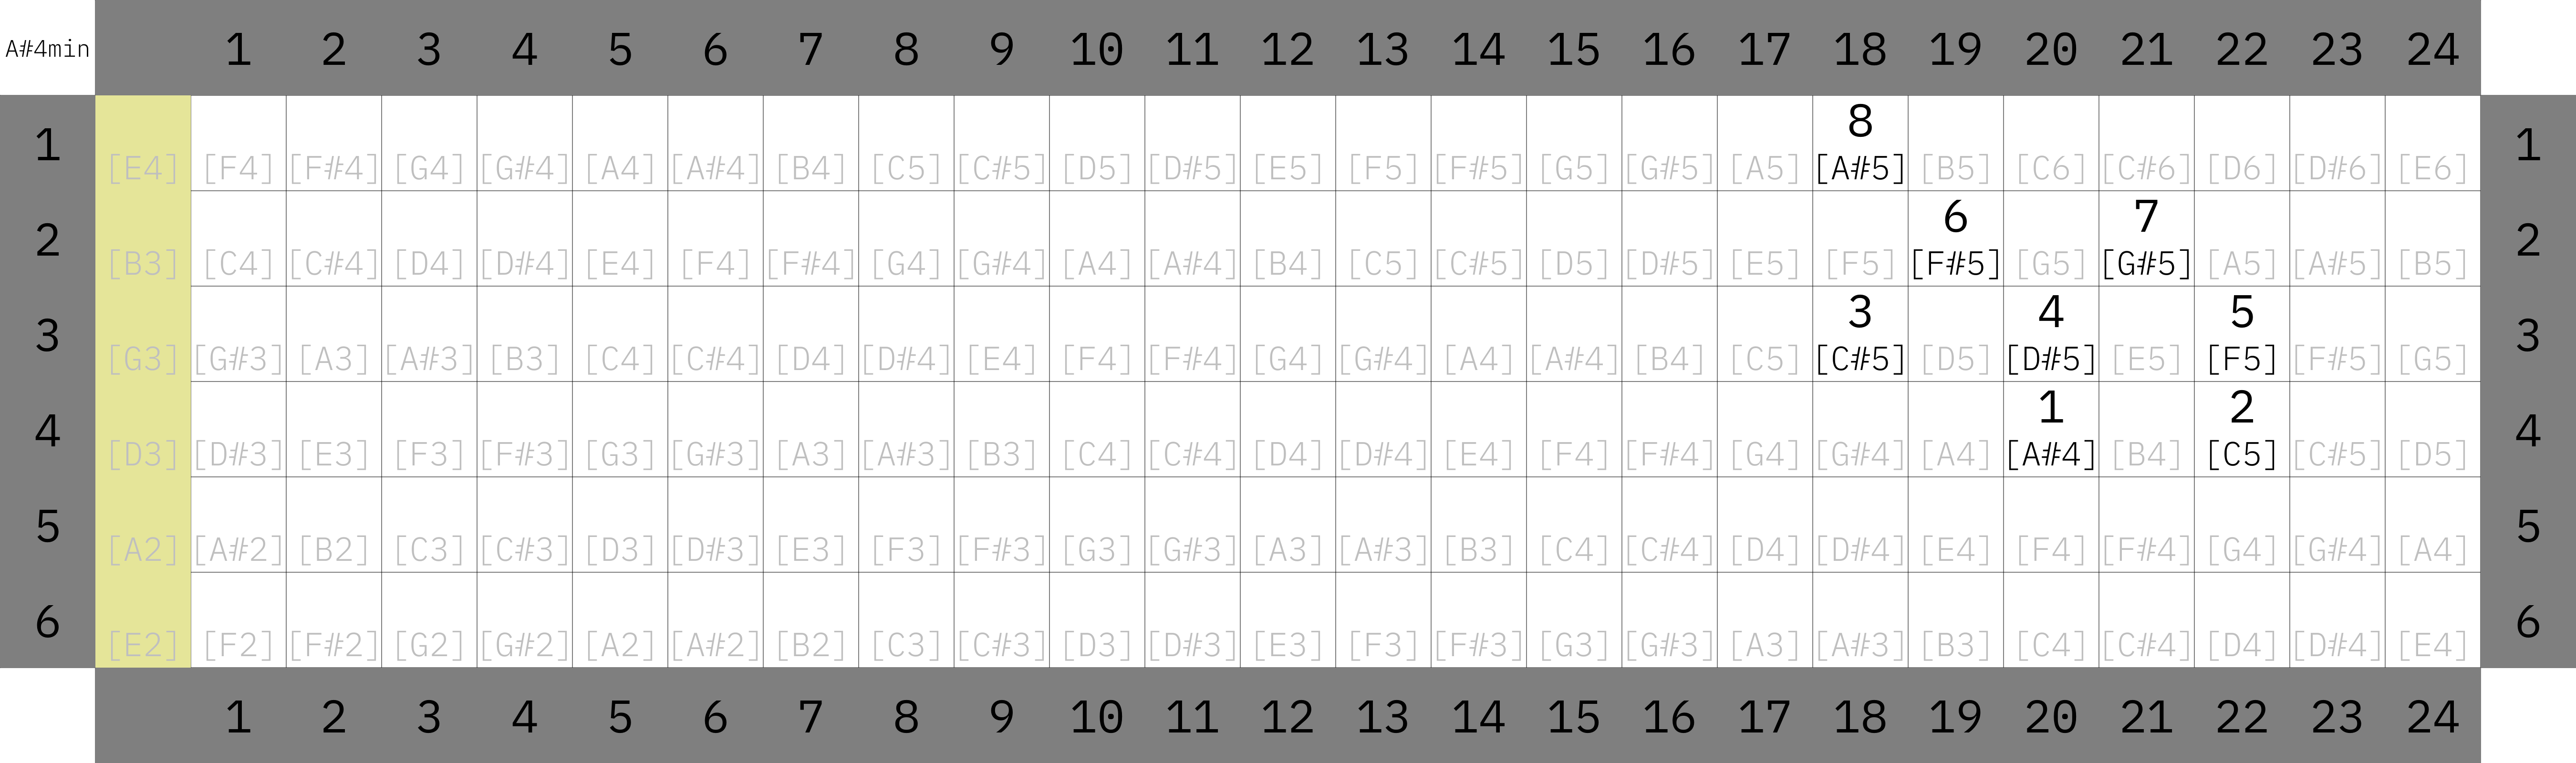 A#4min 1 2 3 4 5 6 7 8 9 10 11 12 13 14 15 16 17 18 19 20 21 22 23 24
8
1 [E4] [F4] [F#4] [G4] [G#4] [A4] [A#4] [B4] [C5] [C#5] [D5] [D#5] [E5] [F5] [F#5] [G5] [G#5] [A5] [A#5] [B5] [C6] [C#6] [D6] [D#6] [E6] 1
6 7
2 [B3] [C4] [C#4] [D4] [D#4] [E4] [F4] [F#4] [G4] [G#4] [A4] [A#4] [B4] [C5] [C#5] [D5] [D#5] [E5] [F5] [F#5] [G5] [G#5] [A5] [A#5] [B5] 2
3 4 5
3 [G3] [G#3] [A3] [A#3] [B3] [C4] [C#4] [D4] [D#4] [E4] [F4] [F#4] [G4] [G#4] [A4] [A#4] [B4] [C5] [C#5] [D5] [D#5] [E5] [F5] [F#5] [G5] 3
1 2
4 [D3] [D#3] [E3] [F3] [F#3] [G3] [G#3] [A3] [A#3] [B3] [C4] [C#4] [D4] [D#4] [E4] [F4] [F#4] [G4] [G#4] [A4] [A#4] [B4] [C5] [C#5] [D5] 4
5 [A2] [A#2] [B2] [C3] [C#3] [D3] [D#3] [E3] [F3] [F#3] [G3] [G#3] [A3] [A#3] [B3] [C4] [C#4] [D4] [D#4] [E4] [F4] [F#4] [G4] [G#4] [A4] 5
6 [E2] [F2] [F#2] [G2] [G#2] [A2] [A#2] [B2] [C3] [C#3] [D3] [D#3] [E3] [F3] [F#3] [G3] [G#3] [A3] [A#3] [B3] [C4] [C#4] [D4] [D#4] [E4] 6
1 2 3 4 5 6 7 8 9 10 11 12 13 14 15 16 17 18 19 20 21 22 23 24